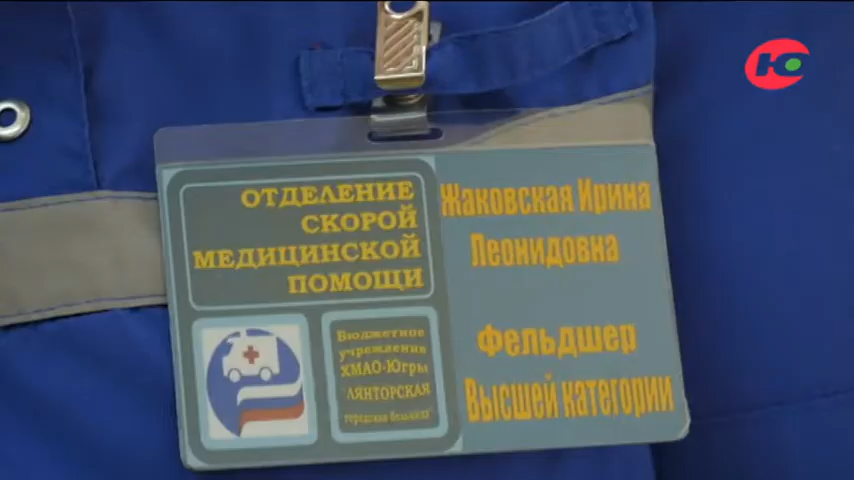 ОТДЕЛЕНИЕ
СКОРОЙ
МЕДИЦИНСКОЙ
ПОМОЩИ
Бюджетное
учреждение
ХМАО-Югры
"ЛЯНТОРСКАЯ
городская больница"
Жаковская Ирина
Леонидовна
Фельдшер
Высшей категории
Ю